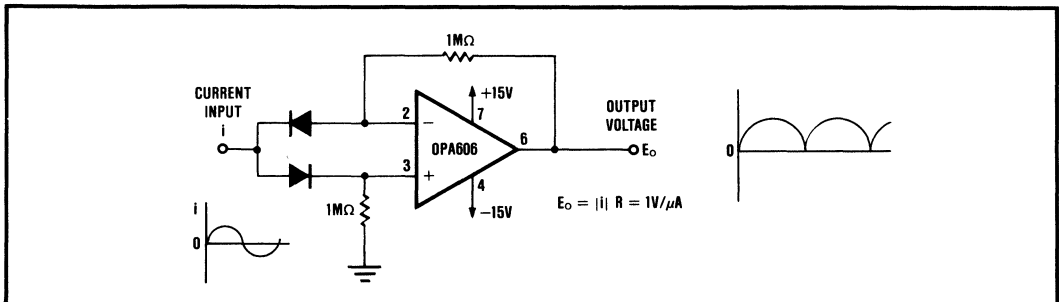 1MΩ
CURRENT
INPUT
i
+15V
2
7
−
OPA606
6
OUTPUT
VOLTAGE
Eₒ
3
+
4
−15V
1MΩ
Eₒ = |i| R = 1V/μA
i
0
0